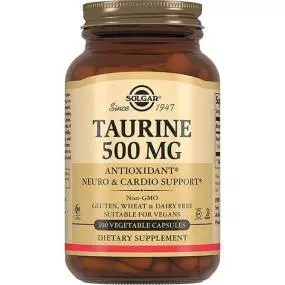 SOLGAR
Since 1947
TAURINE
500 MG
ANTIOXIDANT*
NEURO & CARDIO SUPPORT*
NON-GMO
GLUTEN, WHEAT & DAIRY FREE
SUITABLE FOR VEGANS
100 VEGETABLE CAPSULES
DIETARY SUPPLEMENT